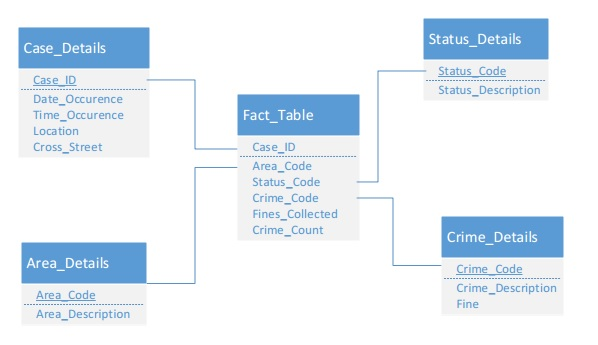 Case_Details
Case_ID
Date_Occurence
Time_Occurence
Location
Cross_Street
Status_Details
Status_Code
Status_Description
Fact_Table
Case_ID
Area_Code
Status_Code
Crime_Code
Fines_Collected
Crime_Count
Area_Details
Area_Code
Area_Description
Crime_Details
Crime_Code
Crime_Description
Fine